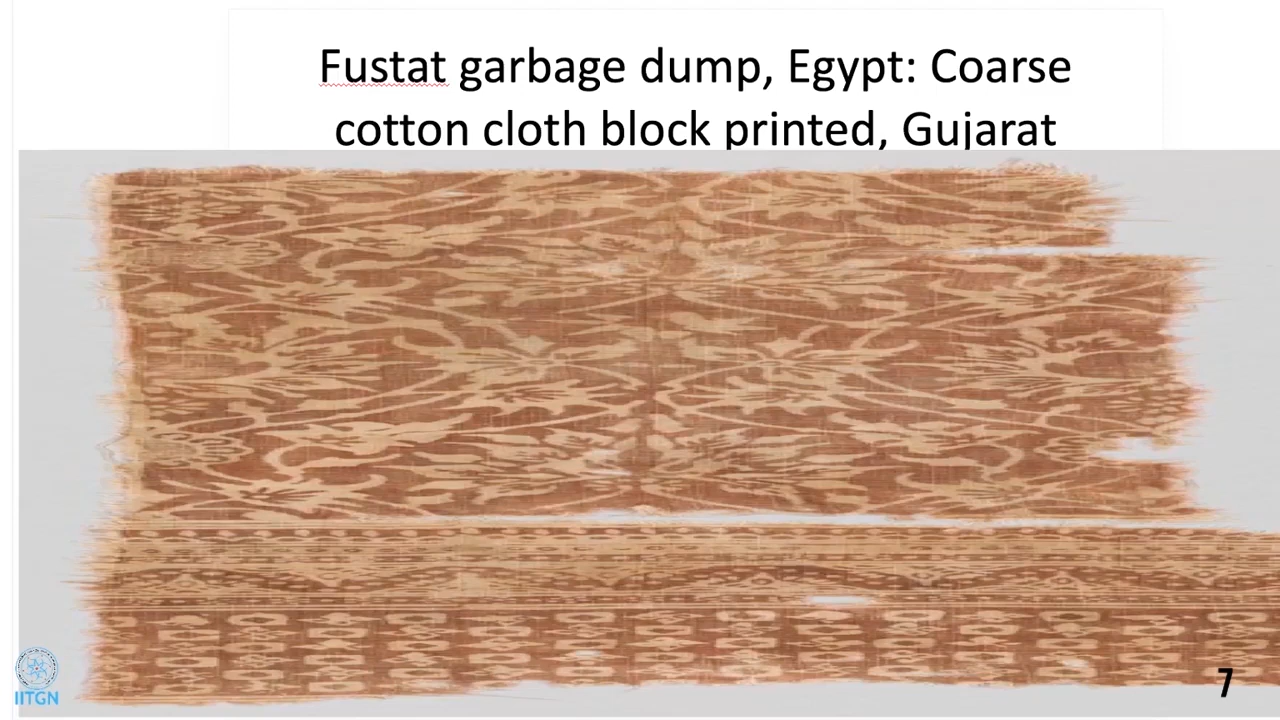 Fustat garbage dump, Egypt: Coarse
cotton cloth block printed, Gujarat
IITGN
7